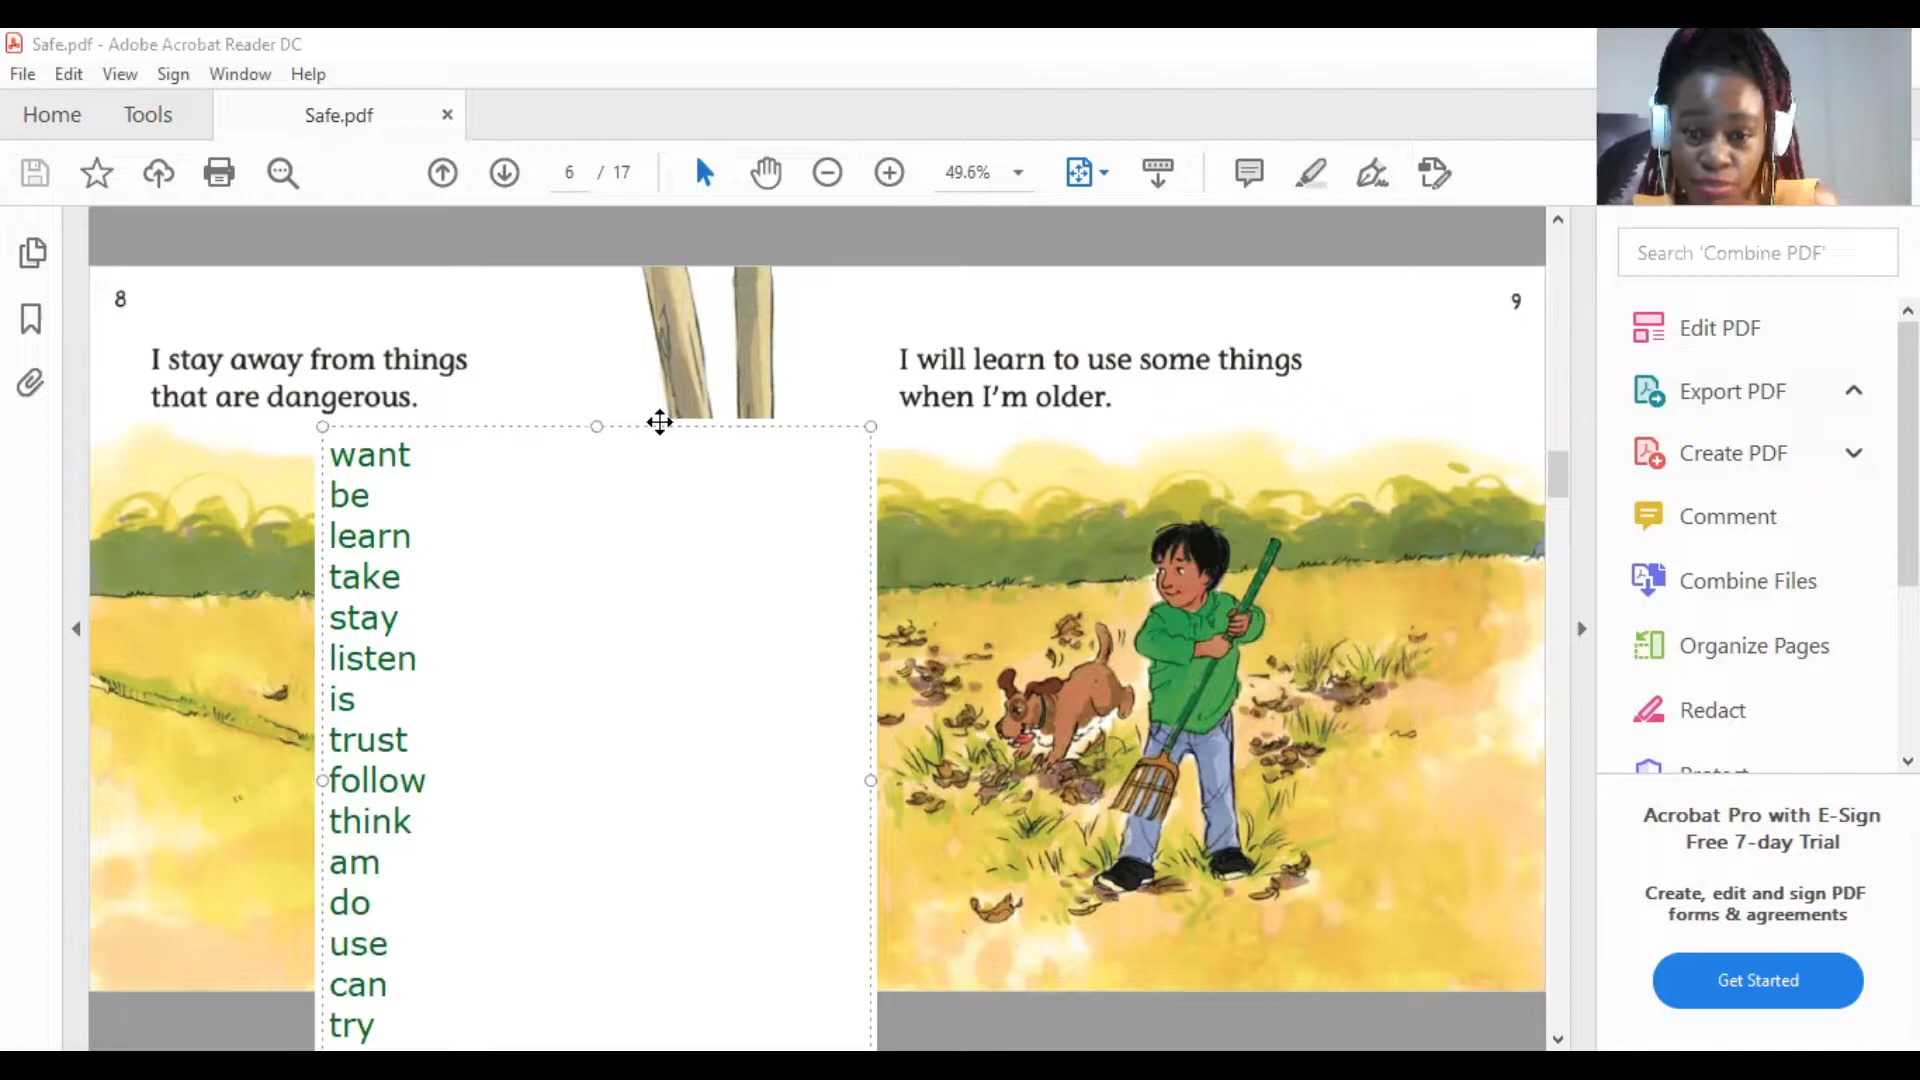 Safe.pdf - Adobe Acrobat Reader DC
File Edit View Sign Window Help
Home Tools Safe.pdf ×
6 / 17 49.6%
Search 'Combine PDF'
8
9
I stay away from things
that are dangerous.
I will learn to use some things
when I'm older.
want
be
learn
take
stay
listen
is
trust
follow
think
am
do
use
can
try
Edit PDF
Export PDF
Create PDF
Comment
Combine Files
Organize Pages
Redact
Acrobat Pro with E-Sign
Free 7-day Trial
Create, edit and sign PDF
forms & agreements
Get Started